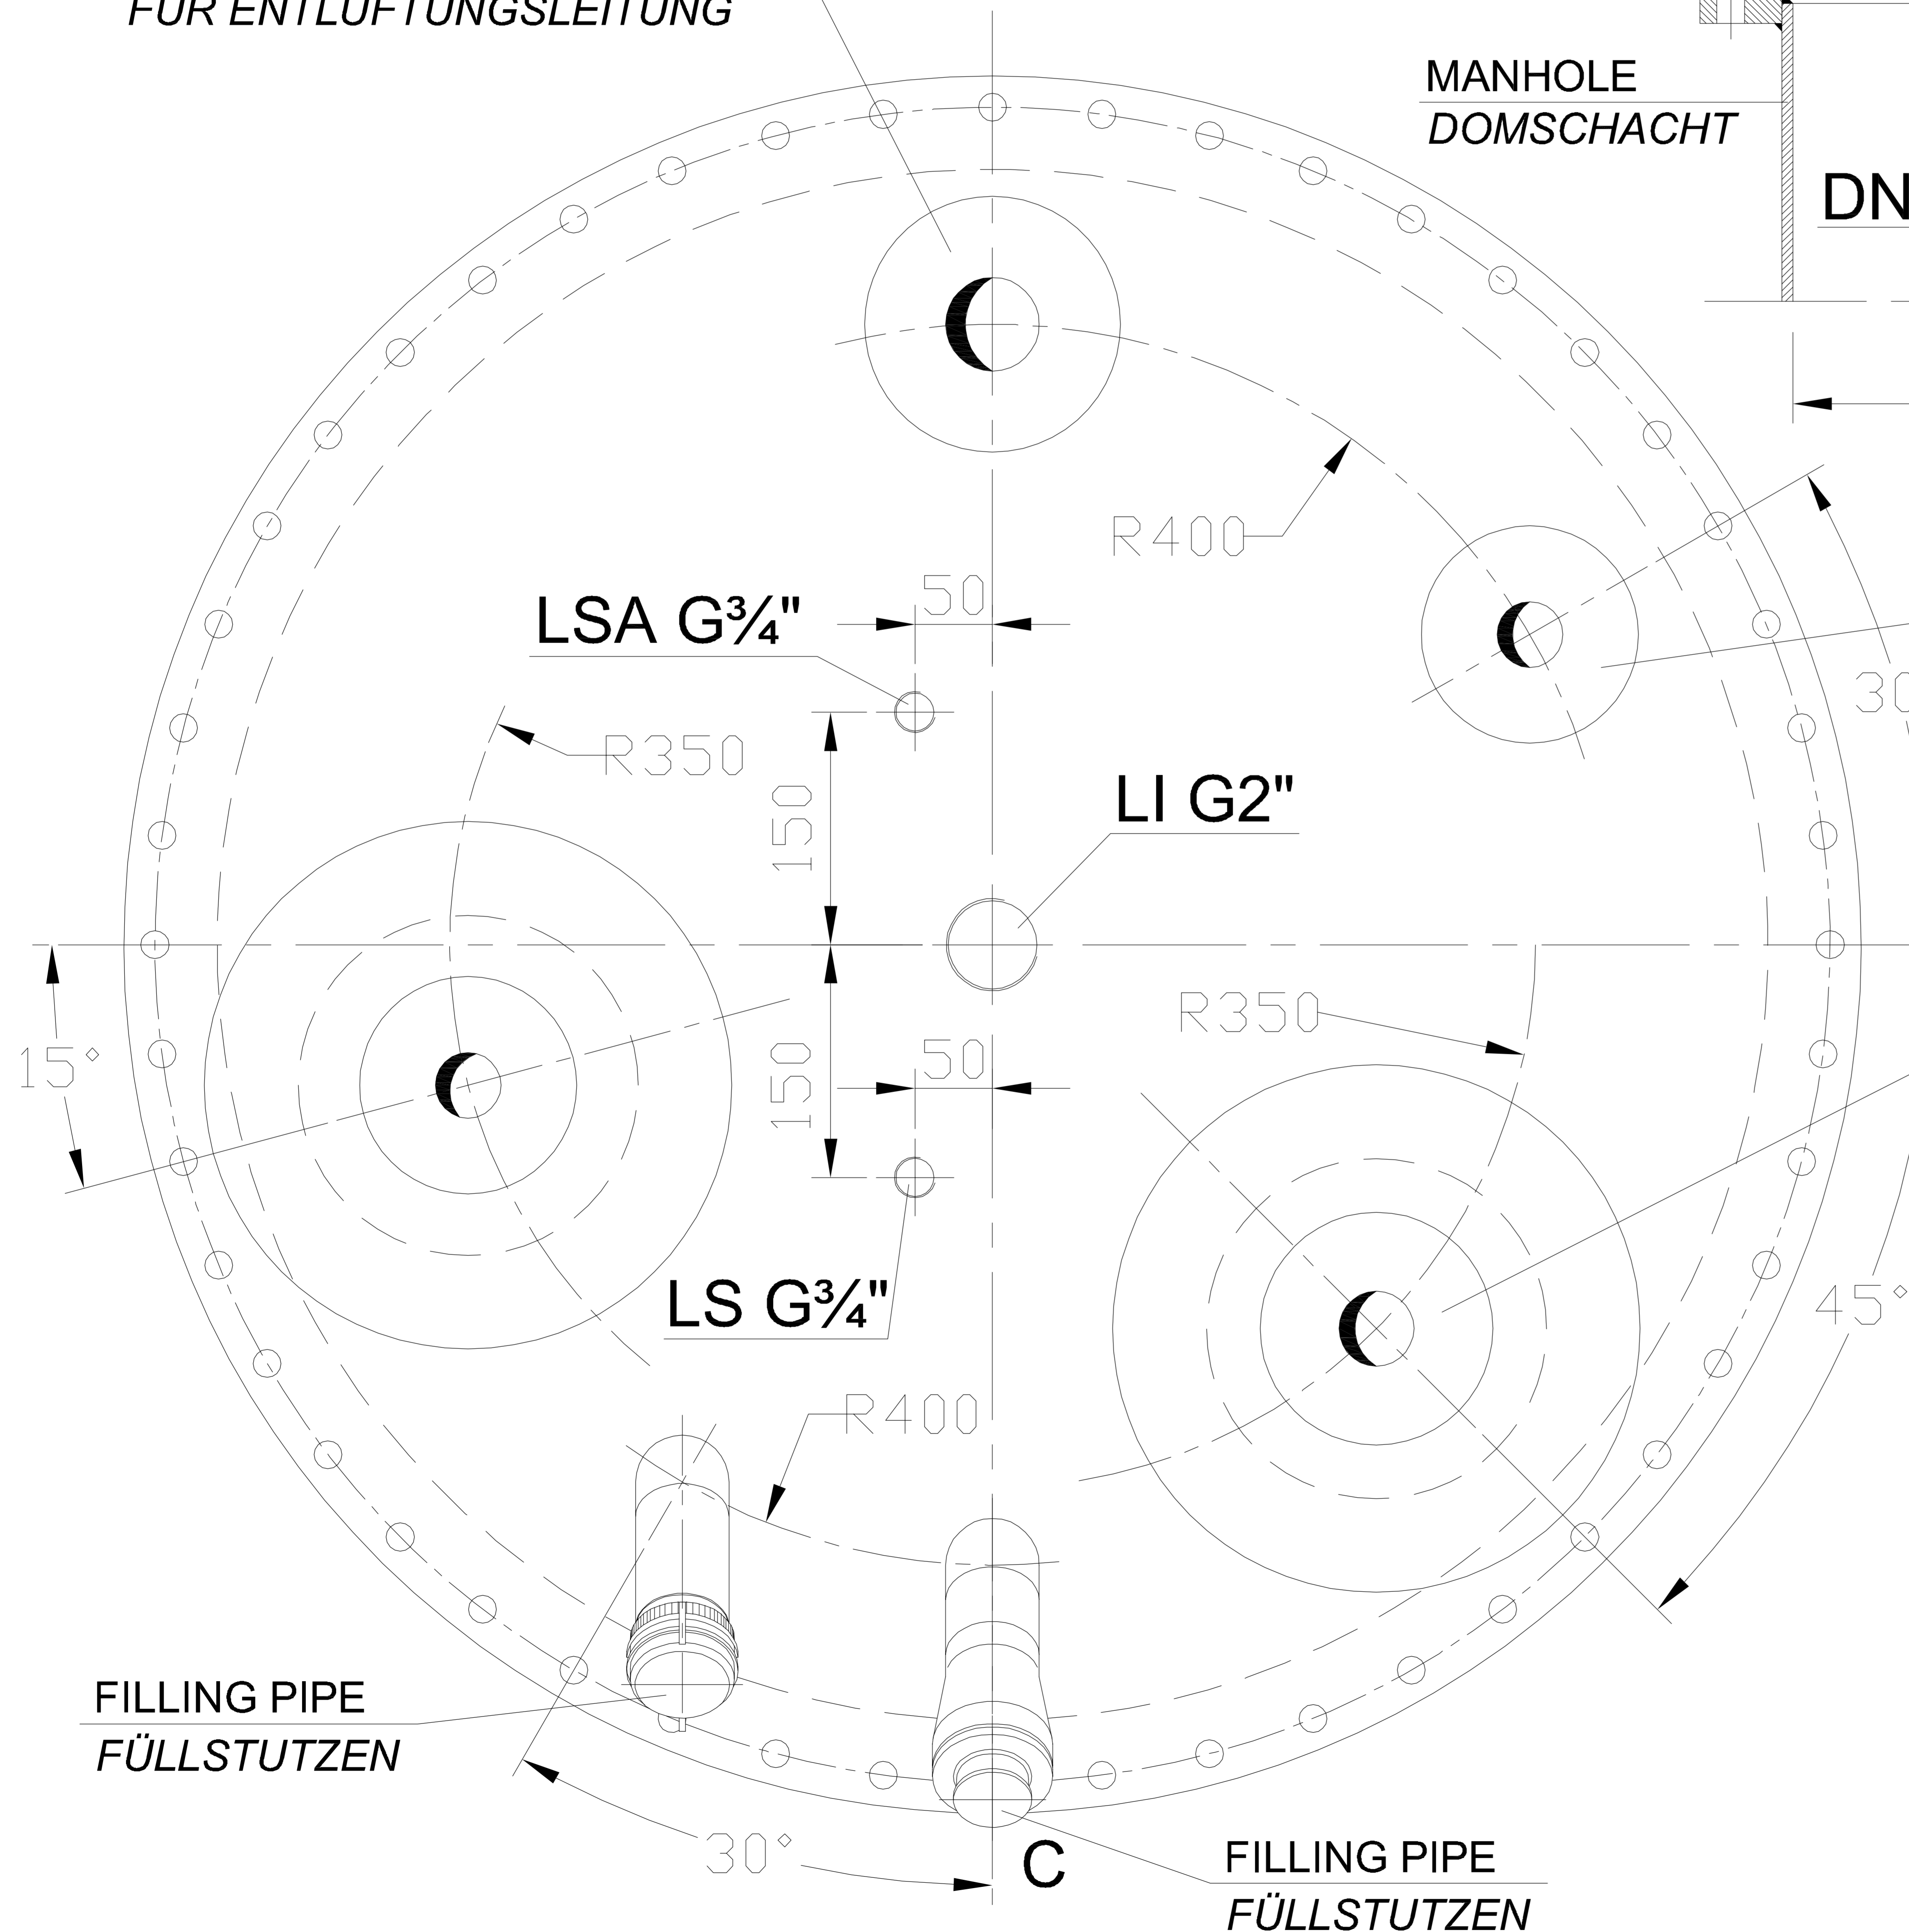 FÜR ENTLÜFTUNGSLEITUNG
MANHOLE
DOMSCHACHT
DN
R400
50
LSA G¾"
30
R350
150
LI G2"
R350
15°
150
50
LS G¾"
45°
R400
FILLING PIPE
FÜLLSTUTZEN
30°
C
FILLING PIPE
FÜLLSTUTZEN